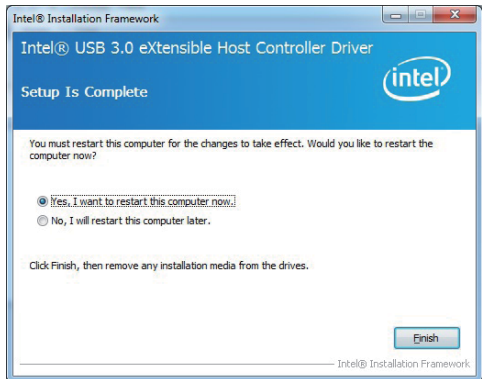 Intel® Installation Framework
Intel® USB 3.0 eXtensible Host Controller Driver
Setup Is Complete
intel
You must restart this computer for the changes to take effect. Would you like to restart the
computer now?
Yes, I want to restart this computer now.
No, I will restart this computer later.
Click Finish, then remove any installation media from the drives.
Finish
Intel® Installation Framework